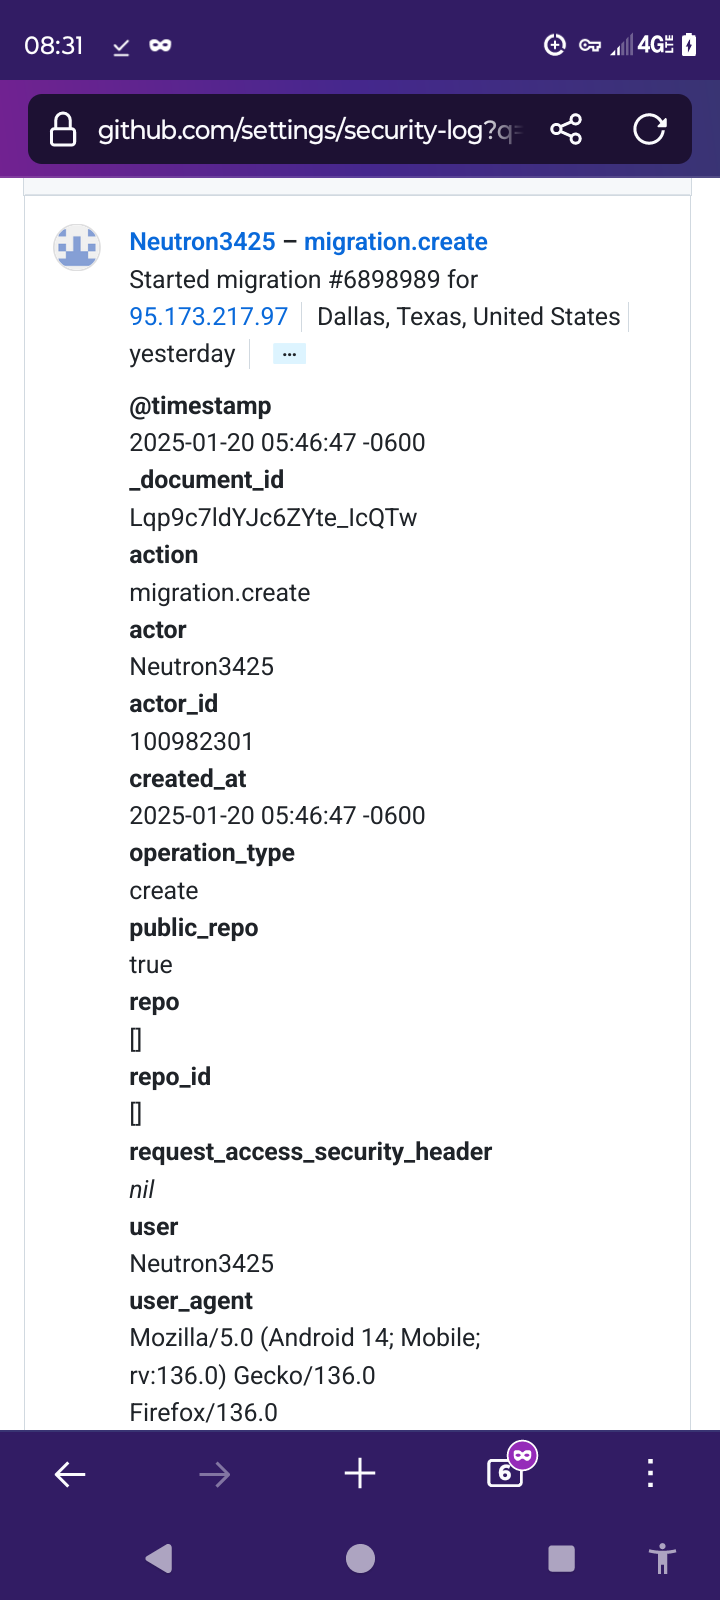 08:31
4G LTE
github.com/settings/security-log?q=
Neutron3425 – migration.create
Started migration #6898989 for
95.173.217.97 Dallas, Texas, United States
yesterday ...
@timestamp
2025-01-20 05:46:47 -0600
_document_id
Lqp9c7ldYJc6ZYte_IcQTw
action
migration.create
actor
Neutron3425
actor_id
100982301
created_at
2025-01-20 05:46:47 -0600
operation_type
create
public_repo
true
repo
[]
repo_id
[]
request_access_security_header
nil
user
Neutron3425
user_agent
Mozilla/5.0 (Android 14; Mobile;
rv:136.0) Gecko/136.0
Firefox/136.0
6